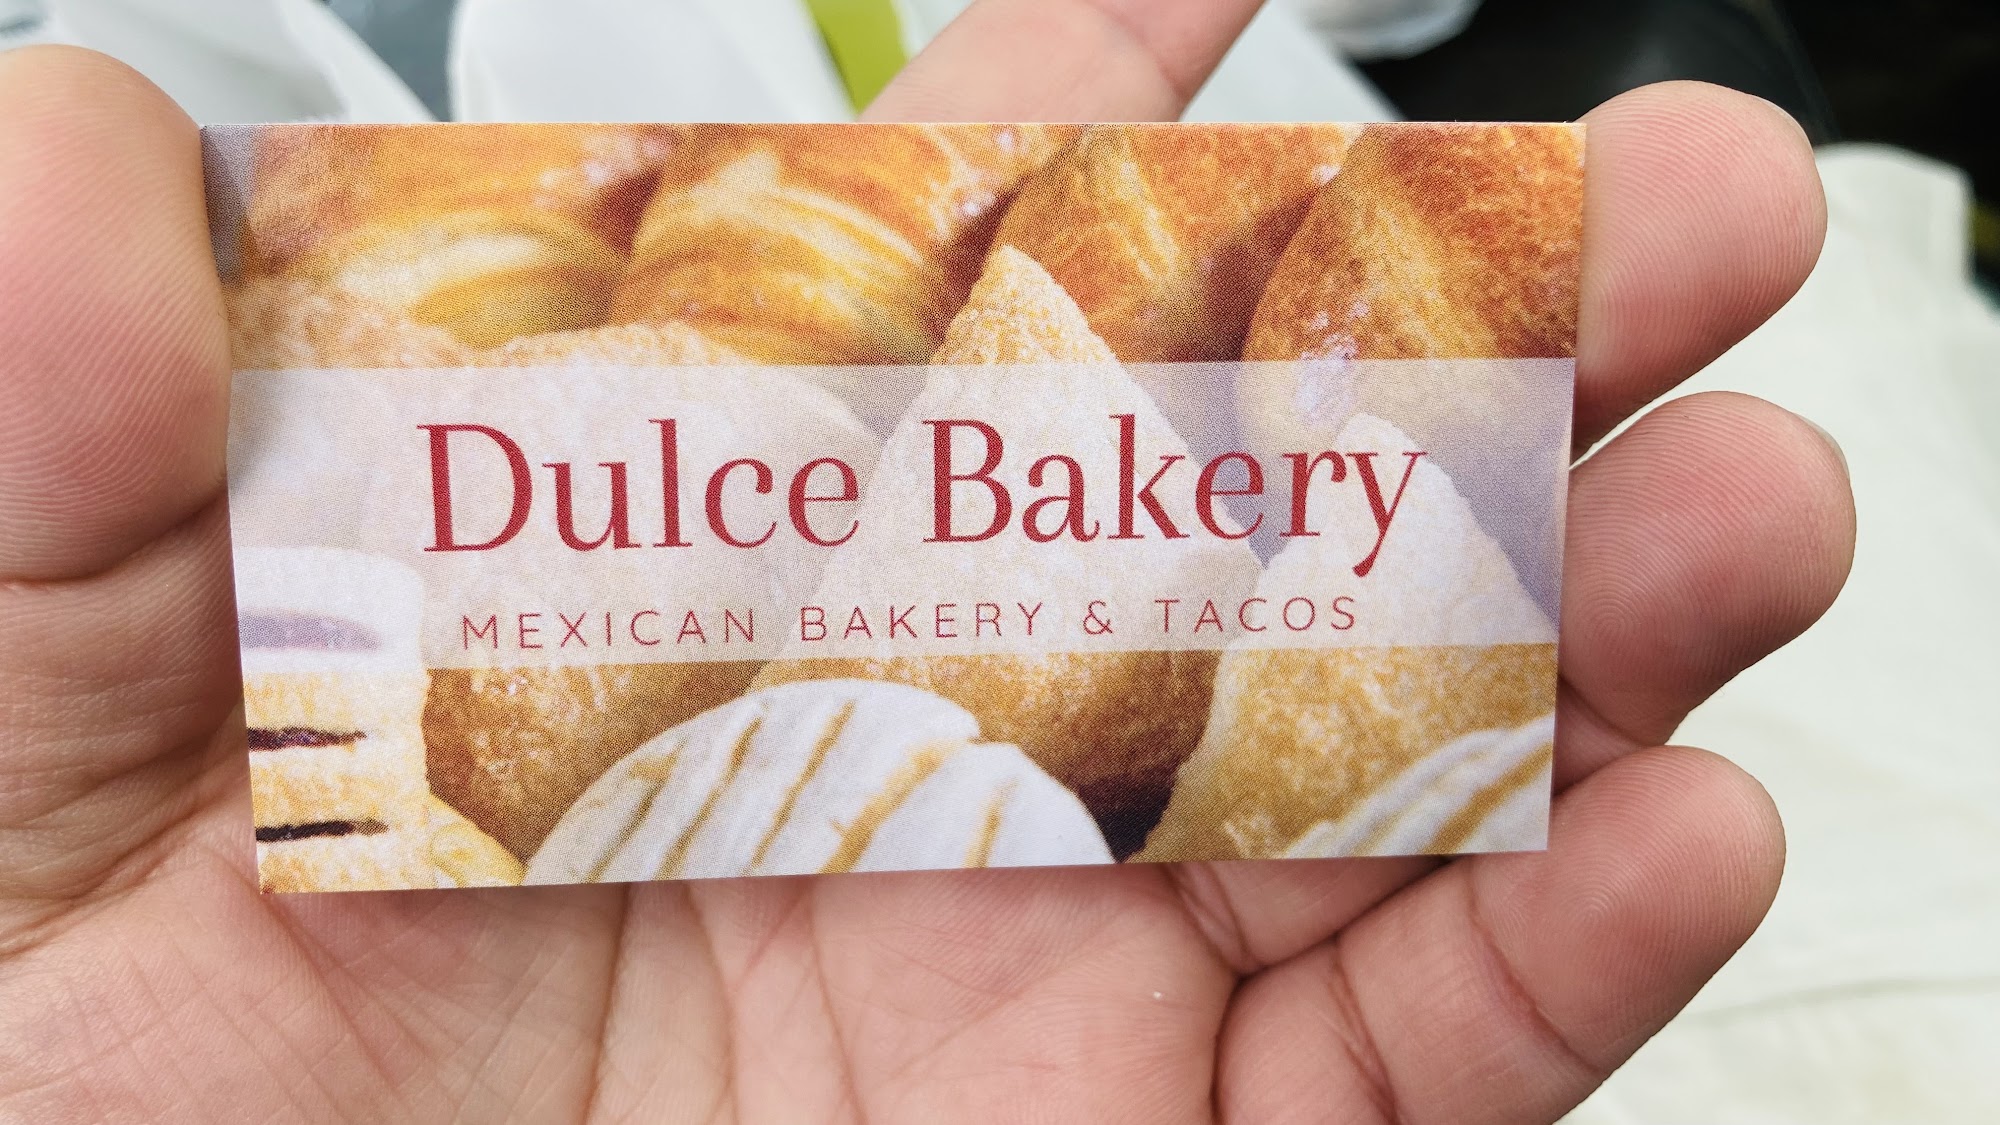 Dulce Bakery
MEXICAN BAKERY & TACOS